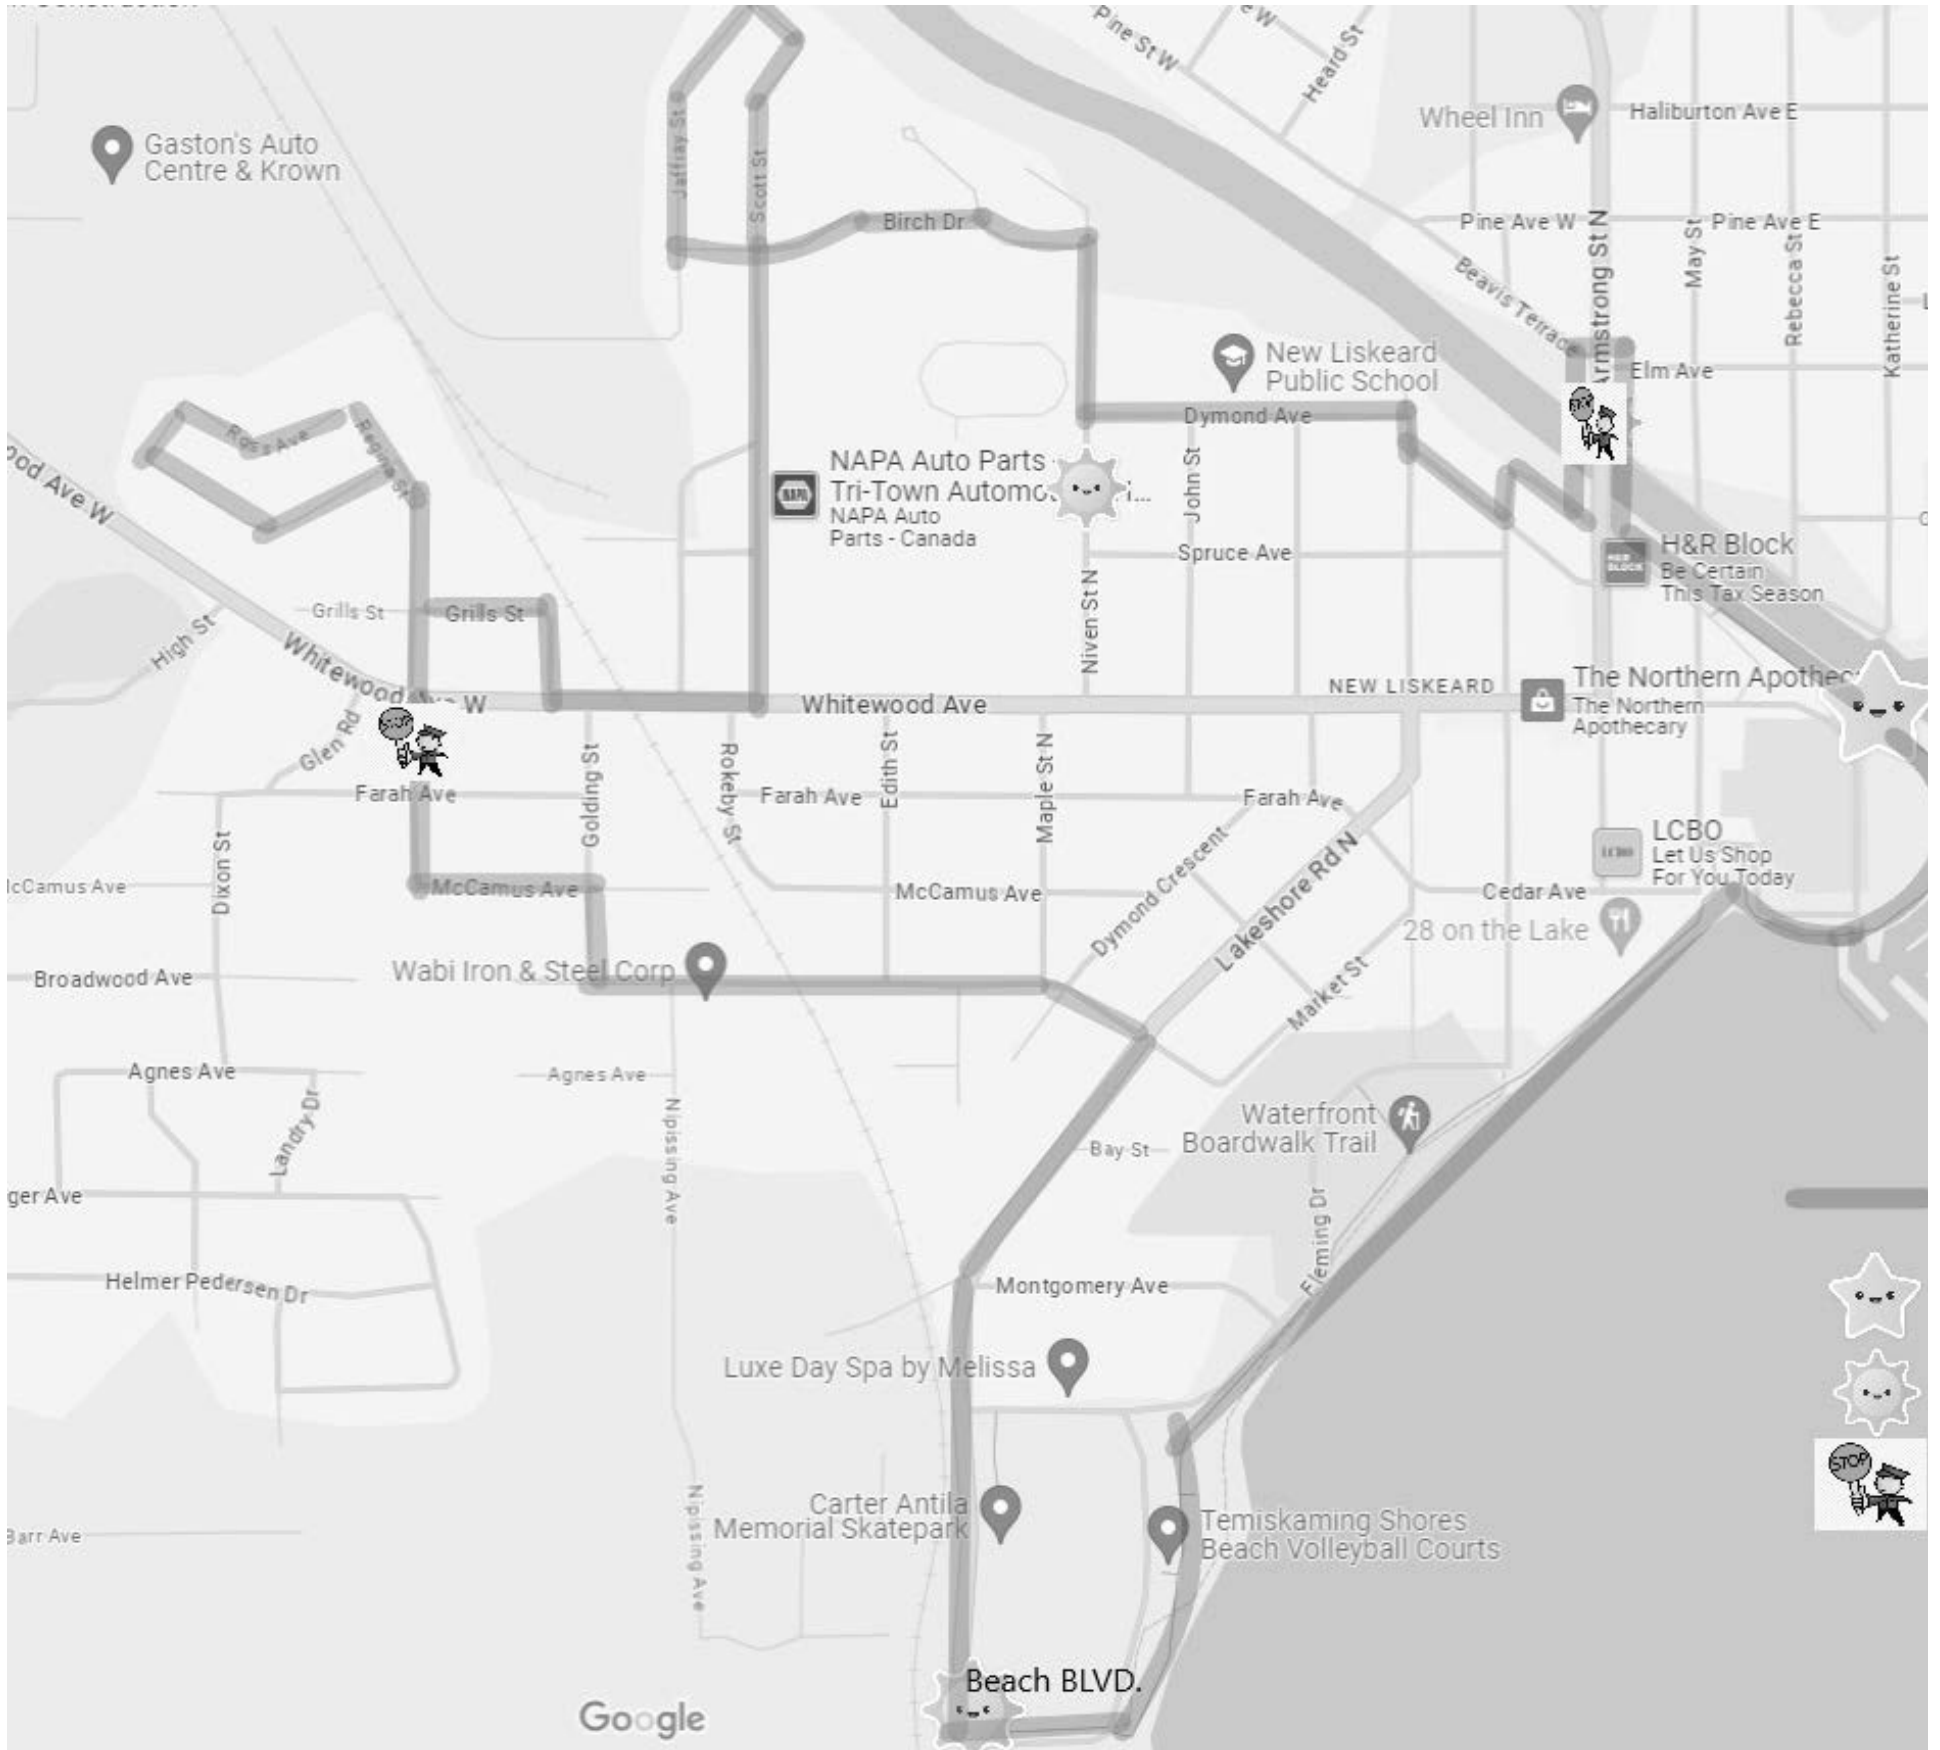 Pine St W
Heard St
Wheel Inn
Haliburton Ave E
Gaston's Auto
Centre & Krown
Jaffray St
Scott St
Birch Dr
Pine Ave W
Pine Ave E
Armstrong St N
May St
Rebecca St
Katherine St
Beavis Terrace
Elm Ave
New Liskeard
Public School
Dymond Ave
Ross Ave
Regina St
NAPA Auto Parts
Tri-Town Automo
NAPA Auto
Parts - Canada
John St
Spruce Ave
H&R Block
Be Certain
This Tax Season
Grills St
Grills St
High St
Niven St N
Whitewood Ave W
Whitewood Ave
NEW LISKEARD
The Northern Apothec
The Northern
Apothecary
STOP
Glen Rd
Farah Ave
Golding St
Rokeby St
Farah Ave
Edith St
Maple St N
Farah Ave
LCBO
Let Us Shop
For You Today
Dixon St
McCamus Ave
McCamus Ave
McCamus Ave
Dymond Crescent
Lakeshore Rd N
Cedar Ave
28 on the Lake
Broadwood Ave
Wabi Iron & Steel Corp
Market St
Agnes Ave
Agnes Ave
Landry Dr
Nipissing Ave
Bay St
Waterfront
Boardwalk Trail
ger Ave
Fleming Dr
Helmer Pedersen Dr
Montgomery Ave
Luxe Day Spa by Melissa
STOP
Carter Antila
Memorial Skatepark
Temiskaming Shores
Beach Volleyball Courts
Barr Ave
Nipissing Ave
Beach BLVD.
Google